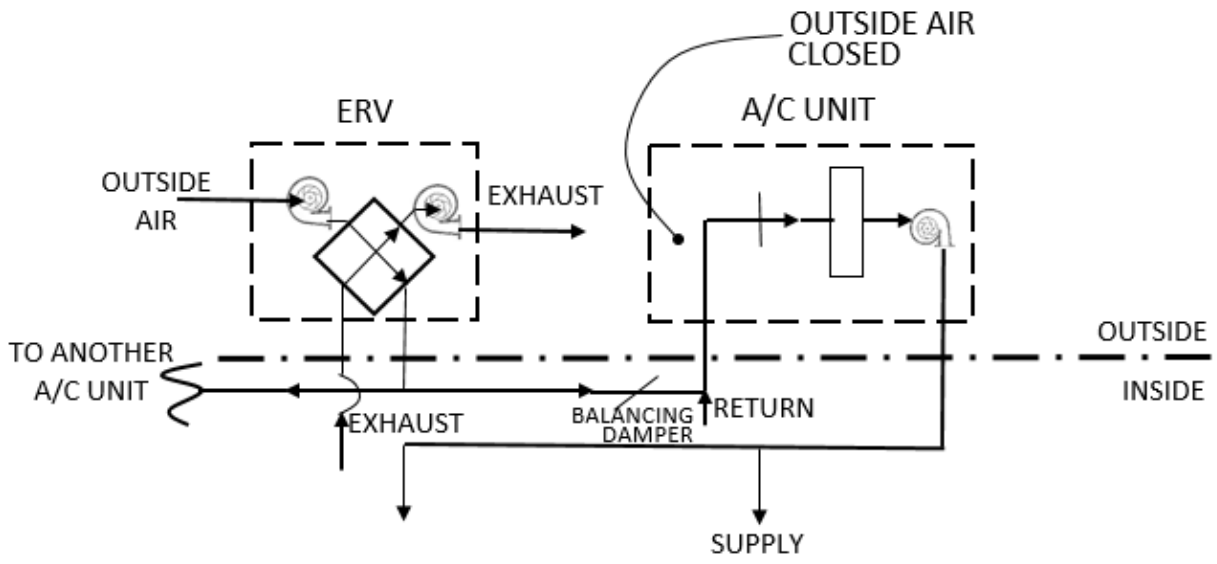 OUTSIDE AIR
CLOSED
ERV
A/C UNIT
OUTSIDE
AIR
EXHAUST
OUTSIDE
TO ANOTHER
A/C UNIT
INSIDE
BALANCING
DAMPER
RETURN
EXHAUST
SUPPLY